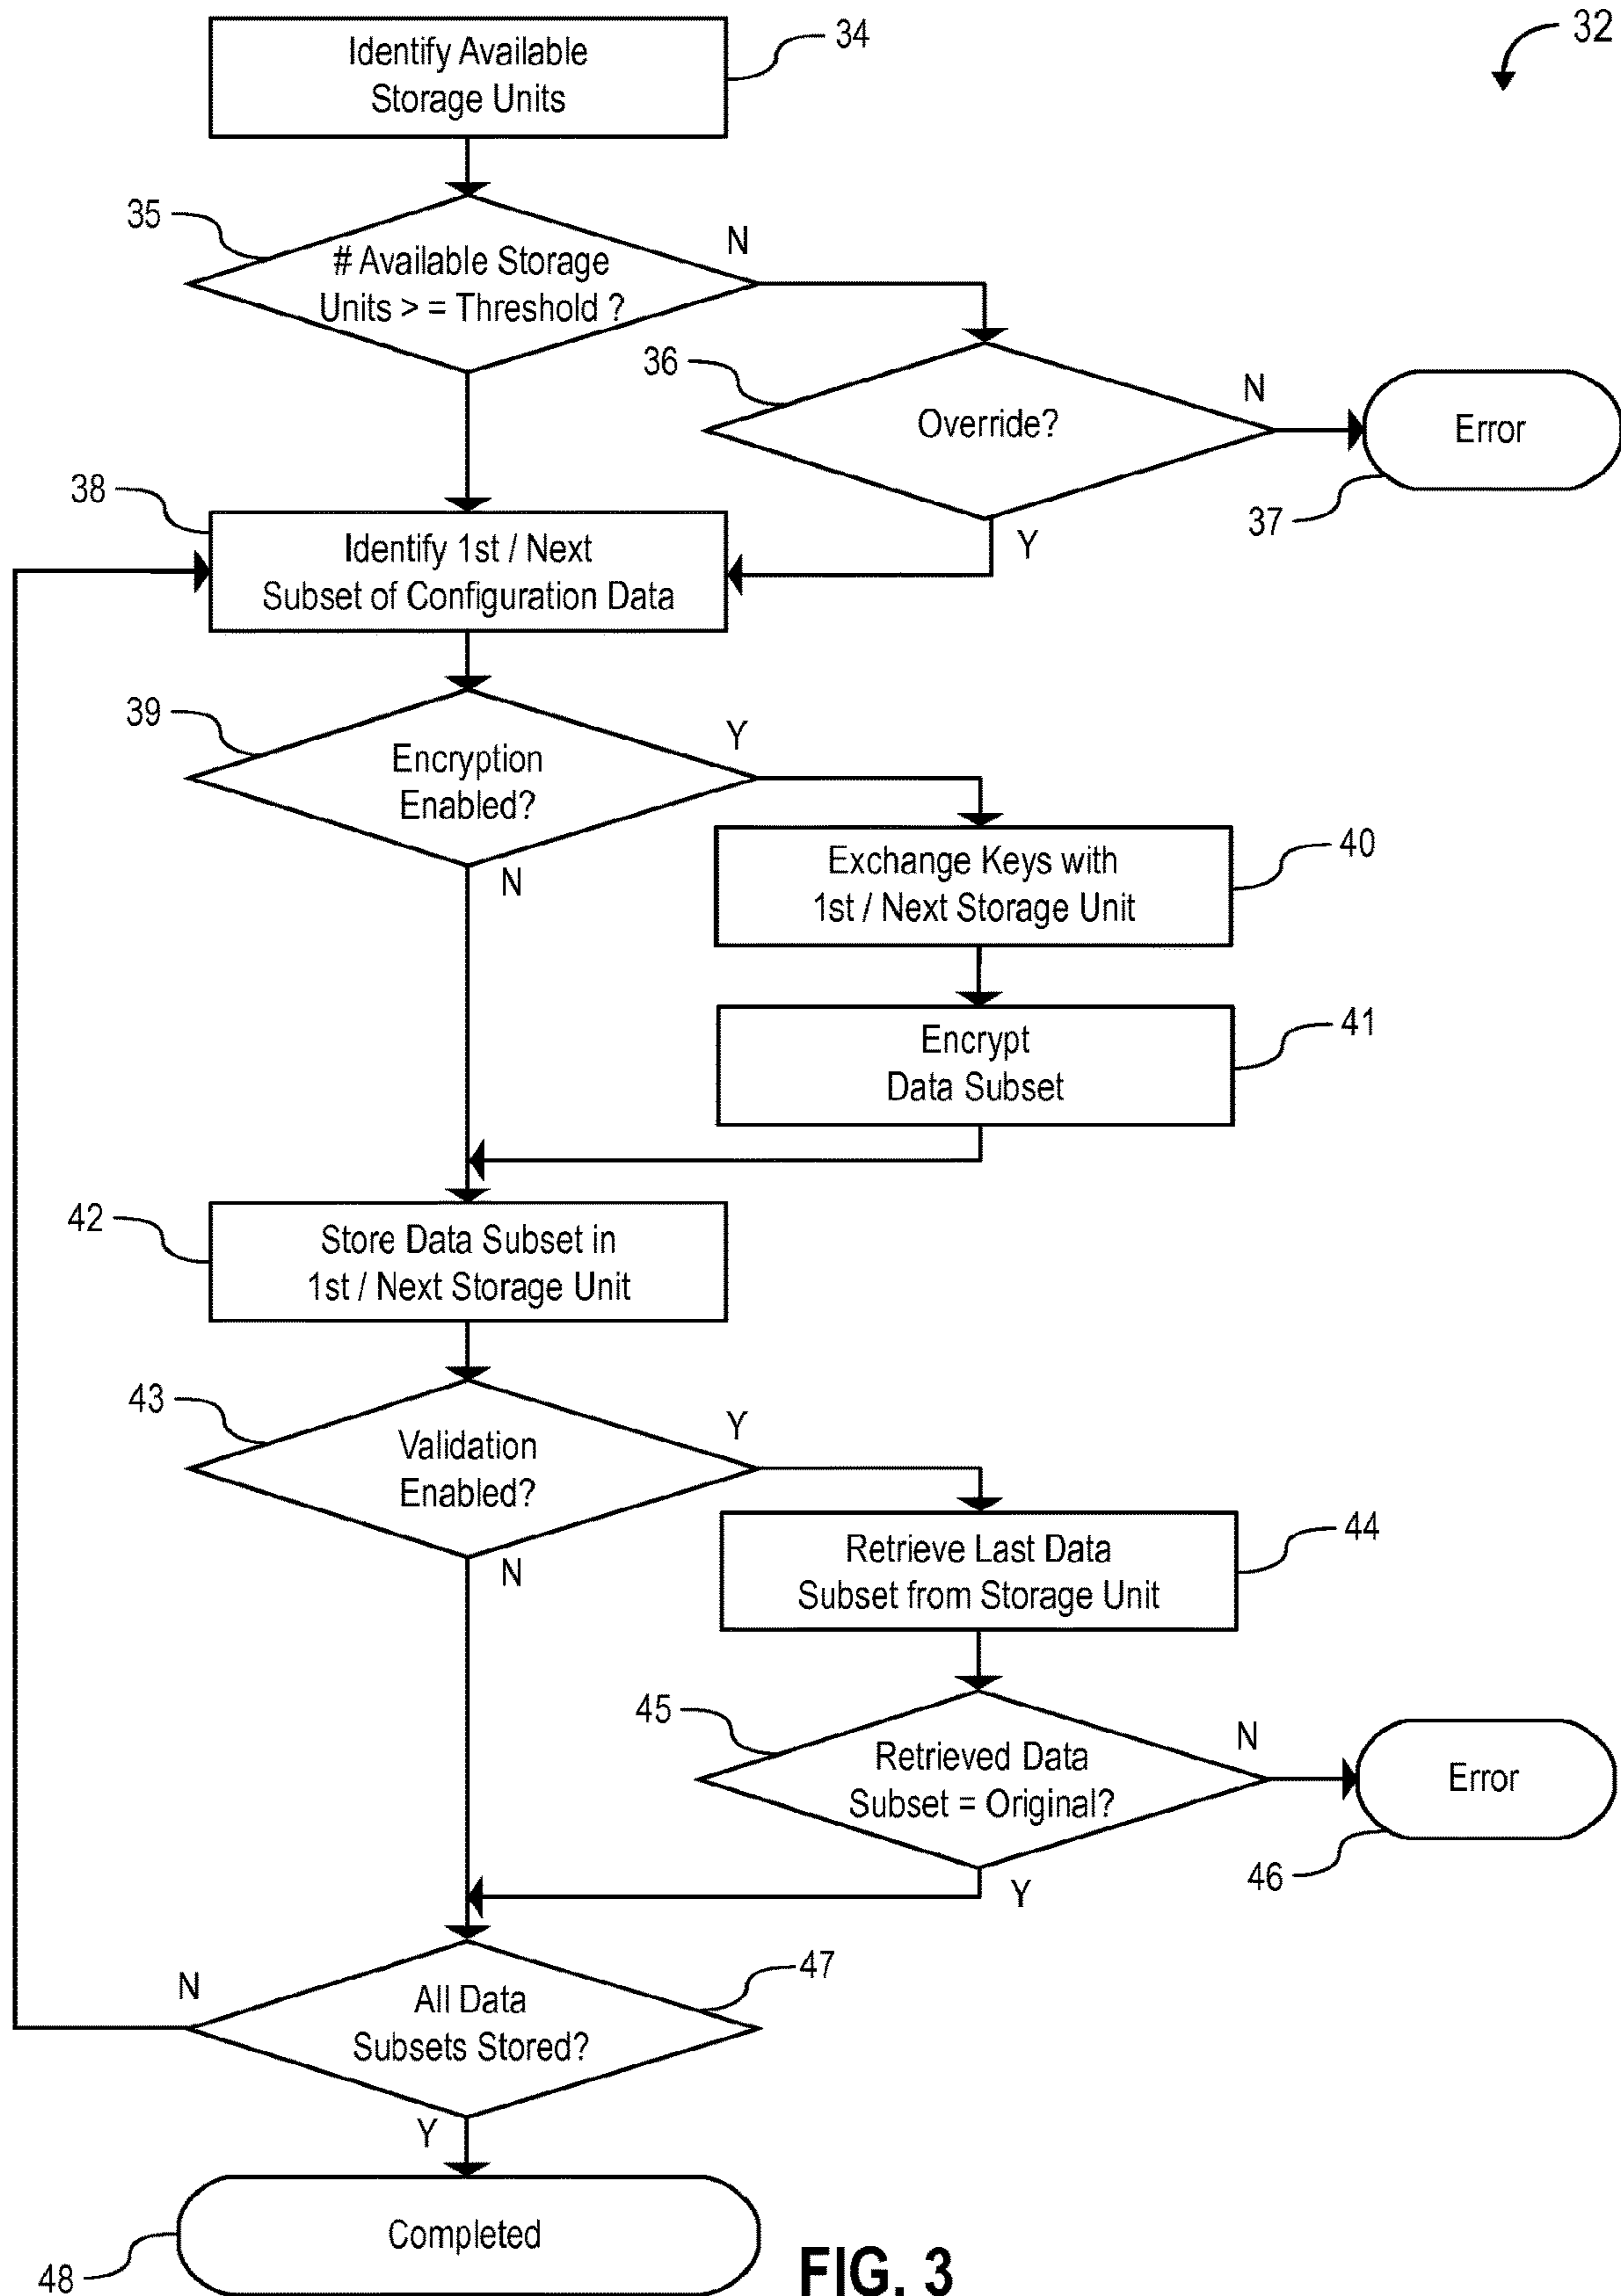 32
34
Identify Available
Storage Units
35
# Available Storage
Units > = Threshold ?
N
36
Override?
N
Error
37
Y
38
Identify 1st / Next
Subset of Configuration Data
39
Encryption
Enabled?
Y
N
Exchange Keys with
1st / Next Storage Unit
40
Encrypt
Data Subset
41
42
Store Data Subset in
1st / Next Storage Unit
43
Validation
Enabled?
Y
N
Retrieve Last Data
Subset from Storage Unit
44
45
Retrieved Data
Subset = Original?
N
Error
46
Y
47
N
All Data
Subsets Stored?
Y
Completed
48
FIG. 3